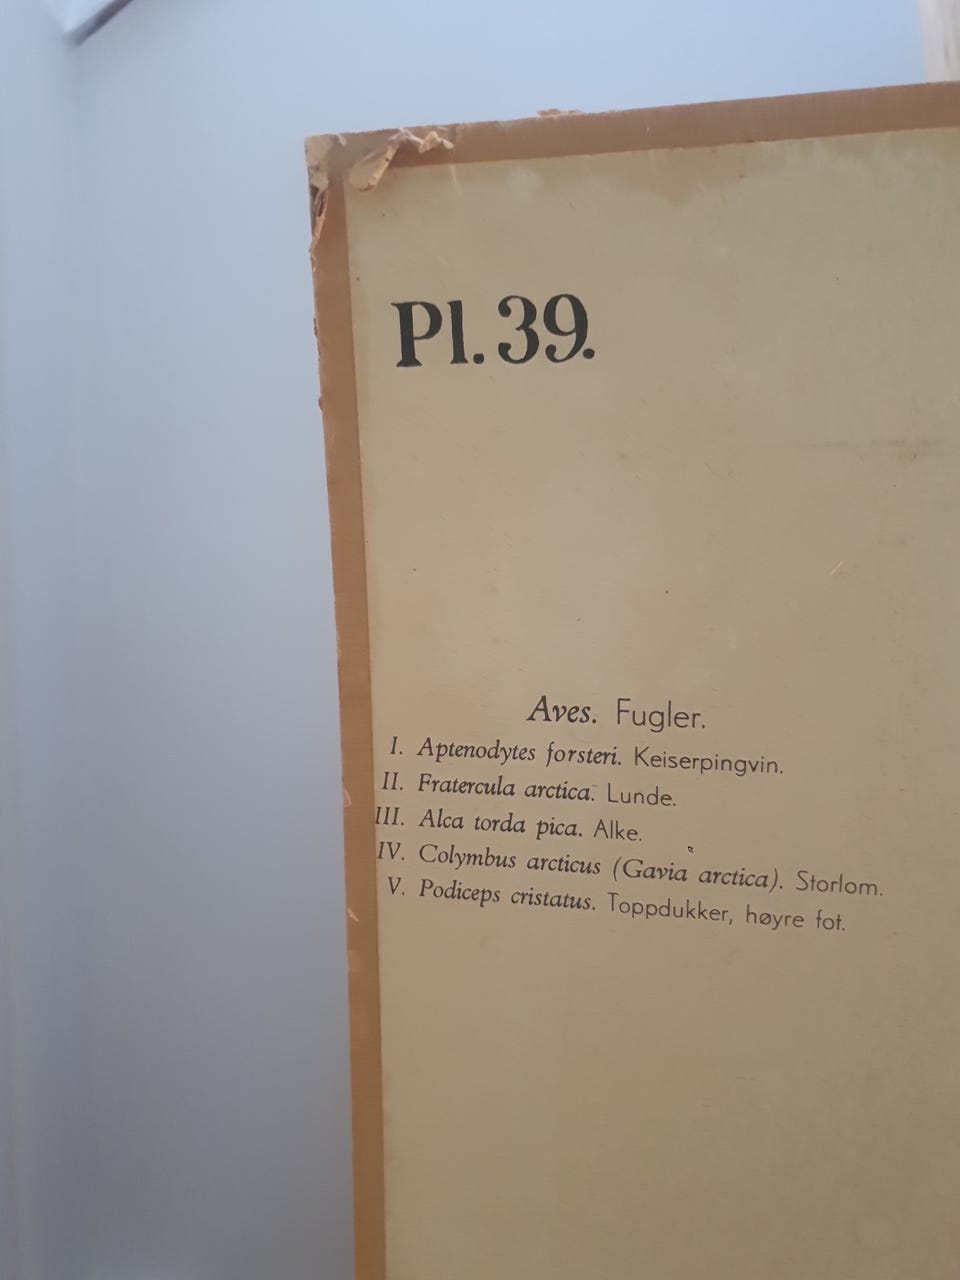 Pl. 39.
Aves. Fugler.
I. Aptenodytes forsteri. Keiserpingvin.
II. Fratercula arctica. Lunde.
III. Alca torda pica. Alke.
IV. Colymbus arcticus (Gavia arctica). Storlom.
V. Podiceps cristatus. Toppdukker, høyre fot.